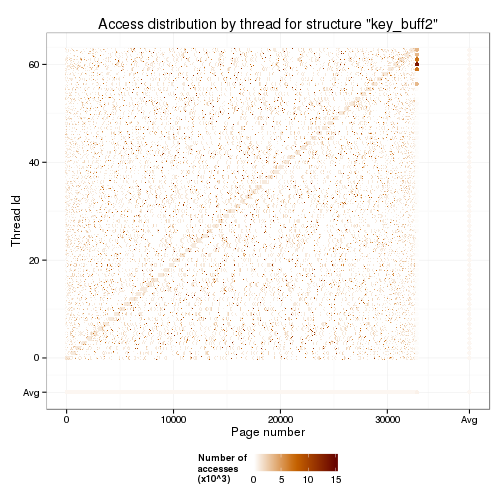 Access distribution by thread for structure "key_buff2"
60
40
20
0
Avg
Thread Id
0 10000 20000 30000 Avg
Page number
Number of
accesses
(x10^3)
0 5 10 15